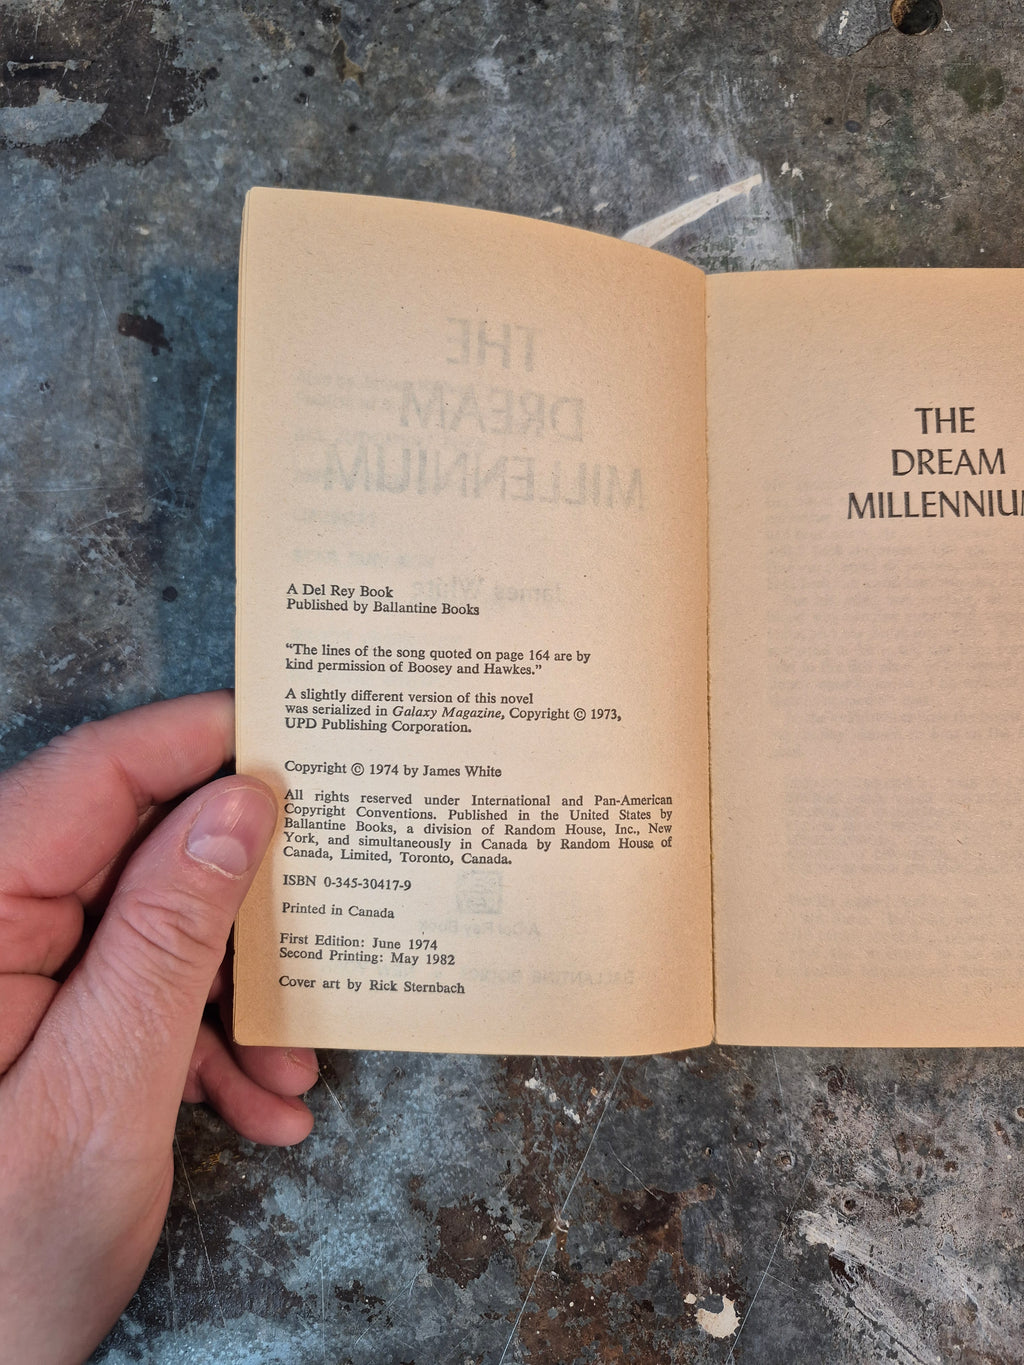 A Del Rey Book
Published by Ballantine Books
“The lines of the song quoted on page 164 are by
kind permission of Boosey and Hawkes.”
A slightly different version of this novel
was serialized in Galaxy Magazine, Copyright © 1973,
UPD Publishing Corporation.
Copyright © 1974 by James White
All rights reserved under International and Pan-American
Copyright Conventions. Published in the United States by
Ballantine Books, a division of Random House, Inc., New
York, and simultaneously in Canada by Random House of
Canada, Limited, Toronto, Canada.
ISBN 0-345-30417-9
Printed in Canada
First Edition: June 1974
Second Printing: May 1982
Cover art by Rick Sternbach
THE
DREAM
MILLENNIUM